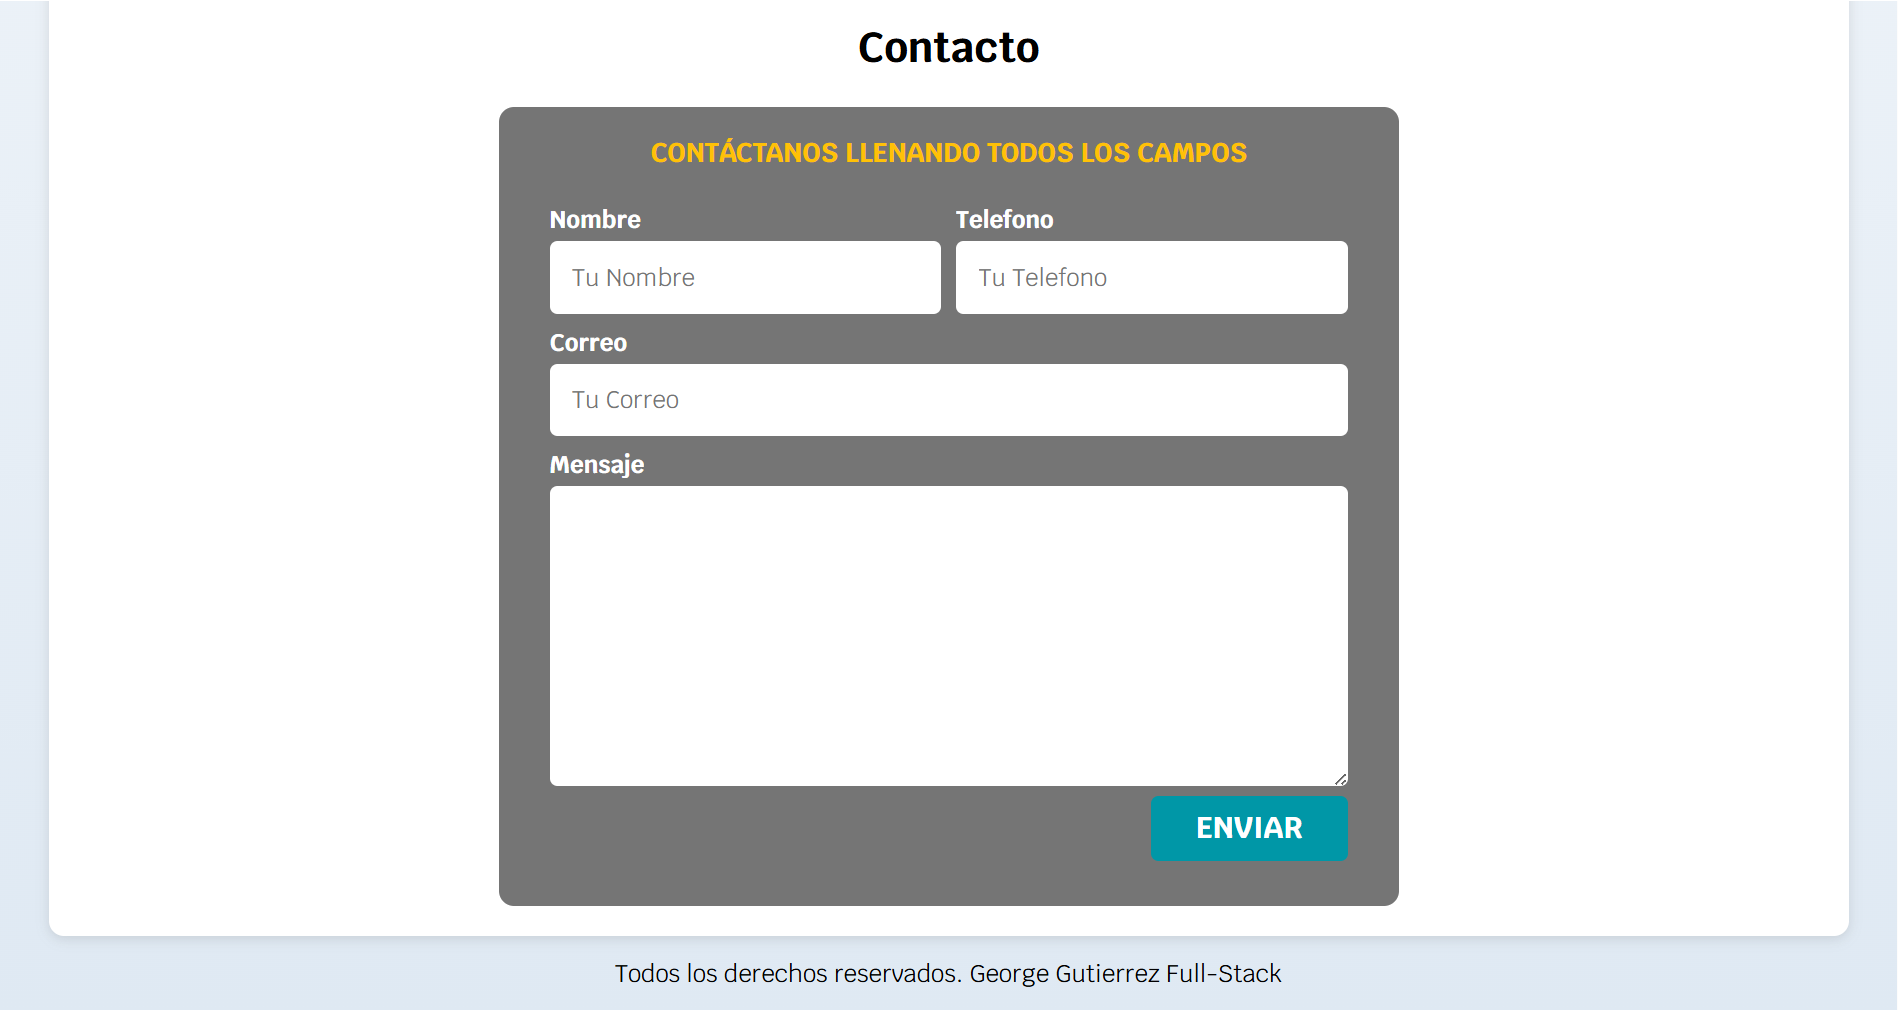 Contacto
CONTÁCTANOS LLENANDO TODOS LOS CAMPOS
Nombre
Telefono
Tu Nombre
Tu Telefono
Correo
Tu Correo
Mensaje
ENVIAR
Todos los derechos reservados. George Gutierrez Full-Stack